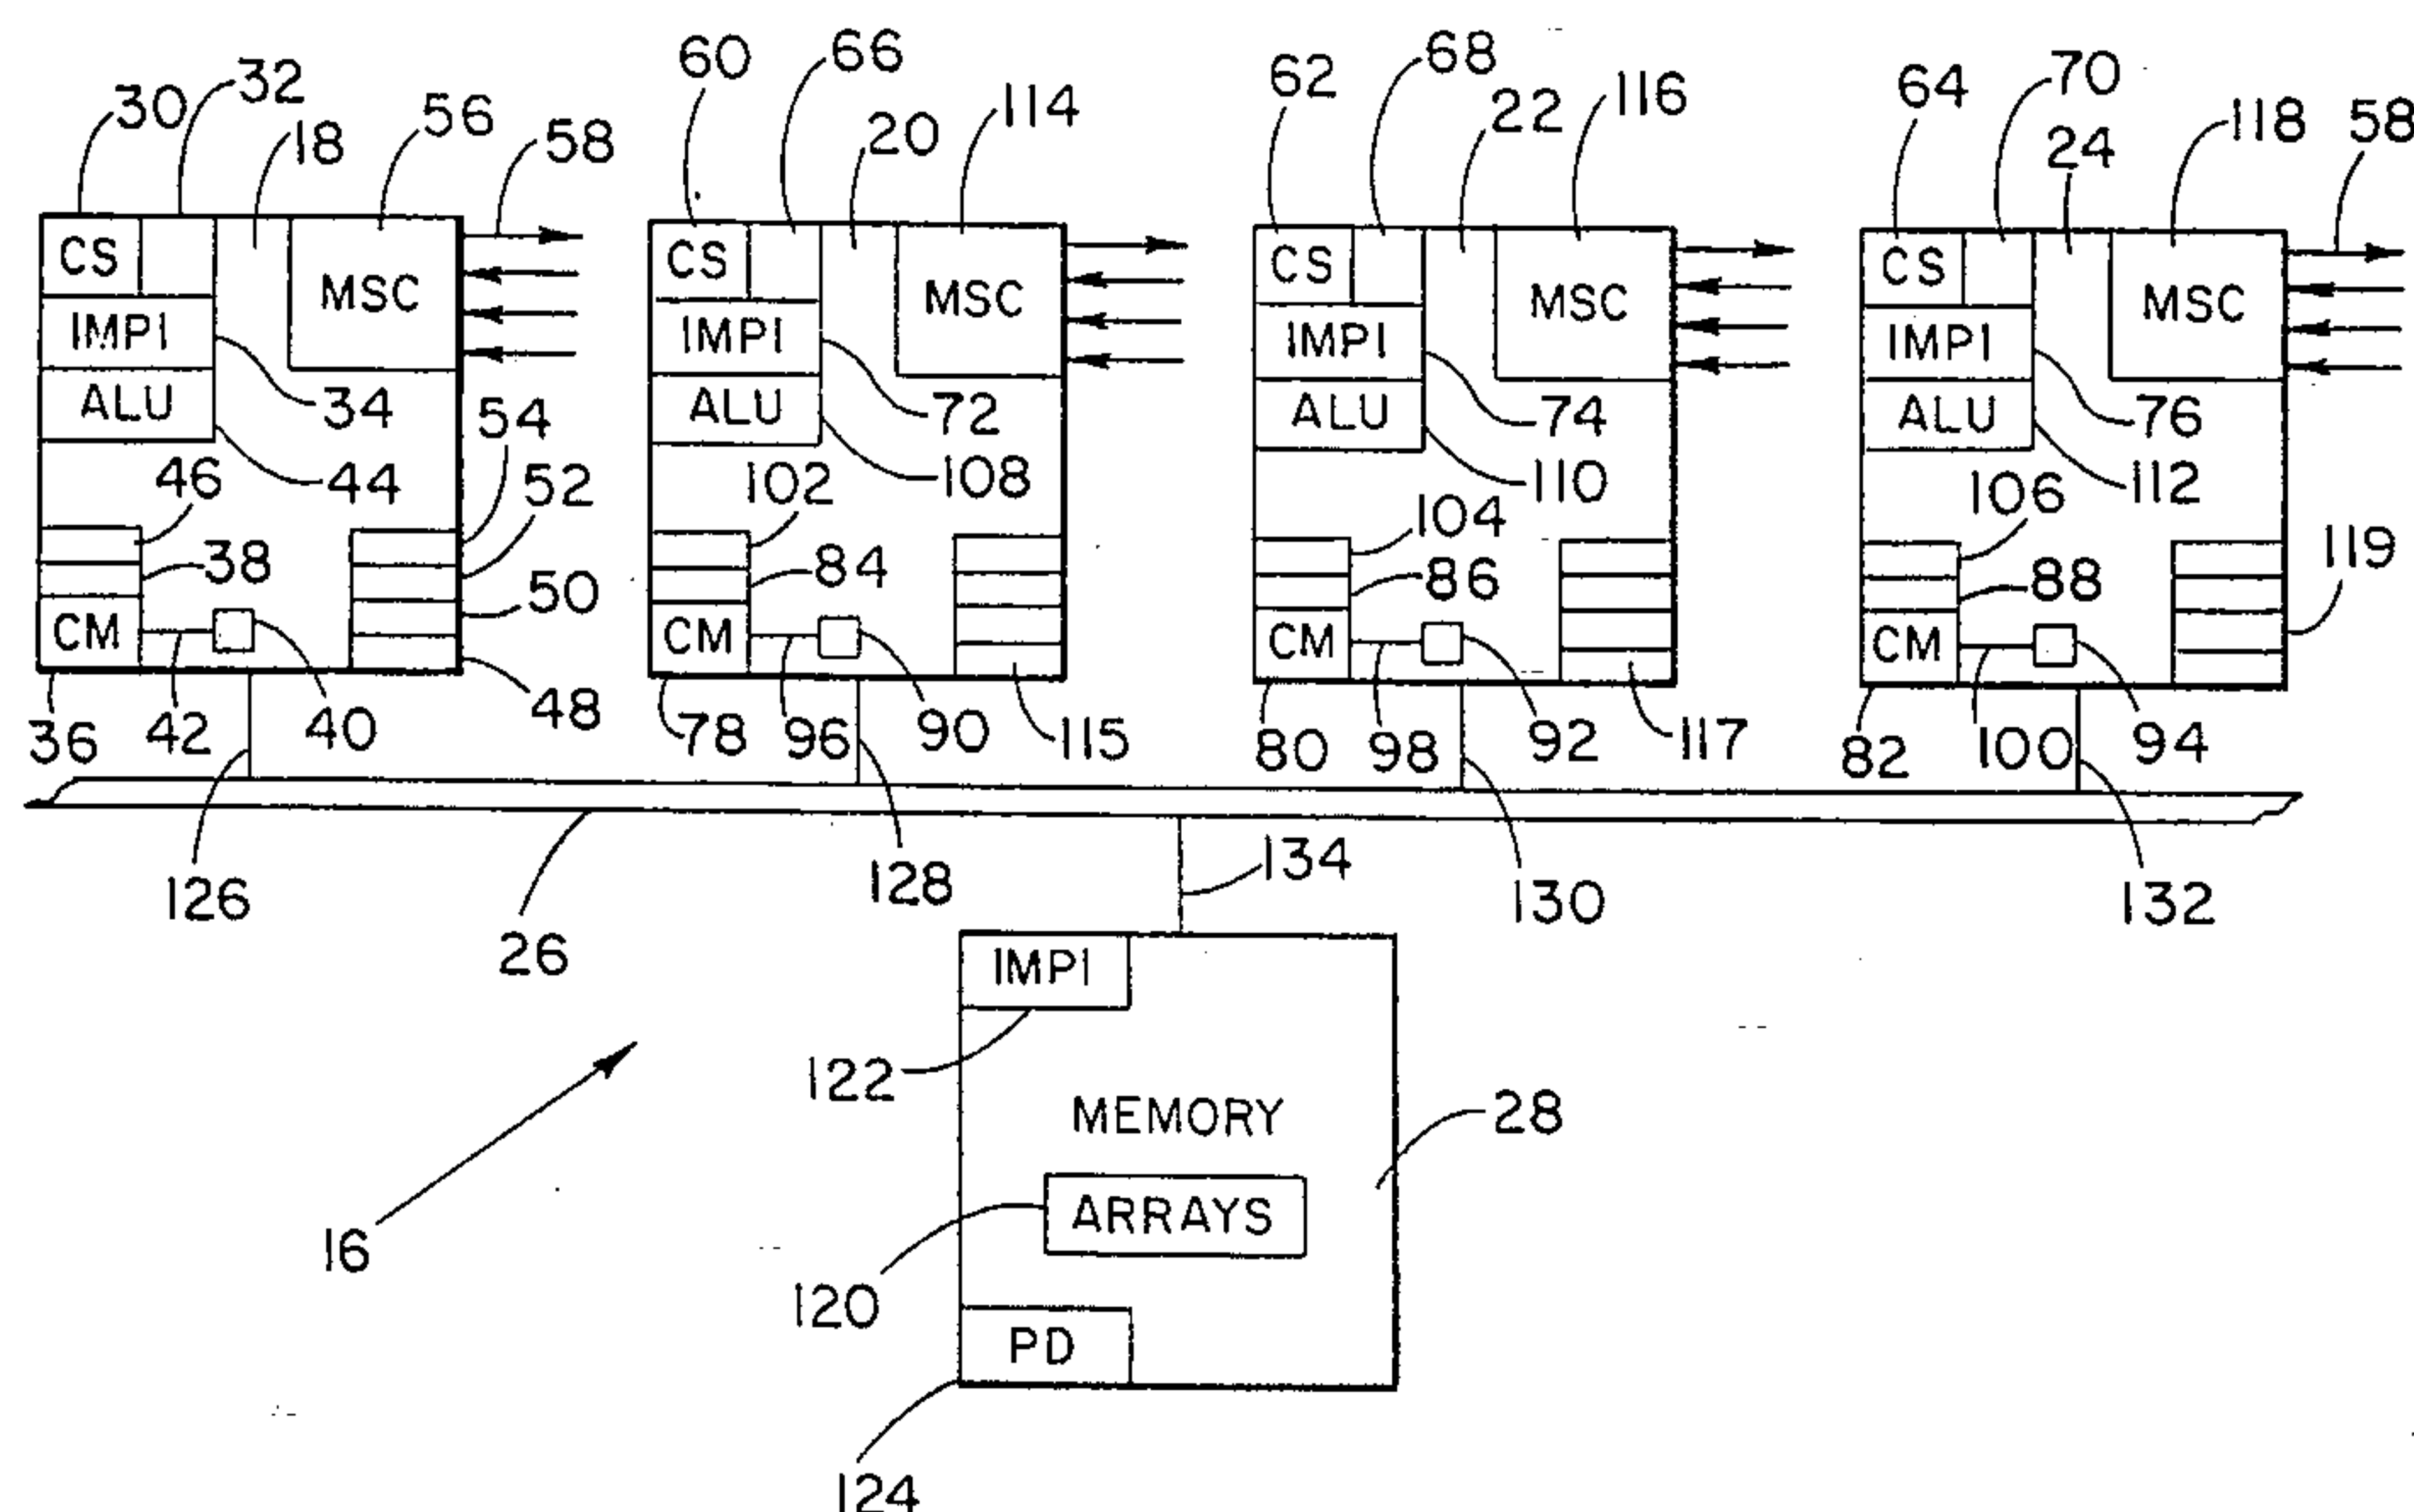 30 32 18 56 58 60 66 20 114 62 68 22 116 64 70 24 118 58
CS CS CS CS
MSC MSC MSC MSC
IMPI IMPI IMPI IMPI
ALU ALU ALU ALU
34 72 74 76
44 108 110 112
54 52 50 48
46 38 102 84 104 86 106 88 119
CM CM CM CM
36 42 40 78 96 90 115 80 98 92 117 82 100 94
126 26 128 134 130 132
IMPI
122
MEMORY
28
16
ARRAYS
120
PD
124